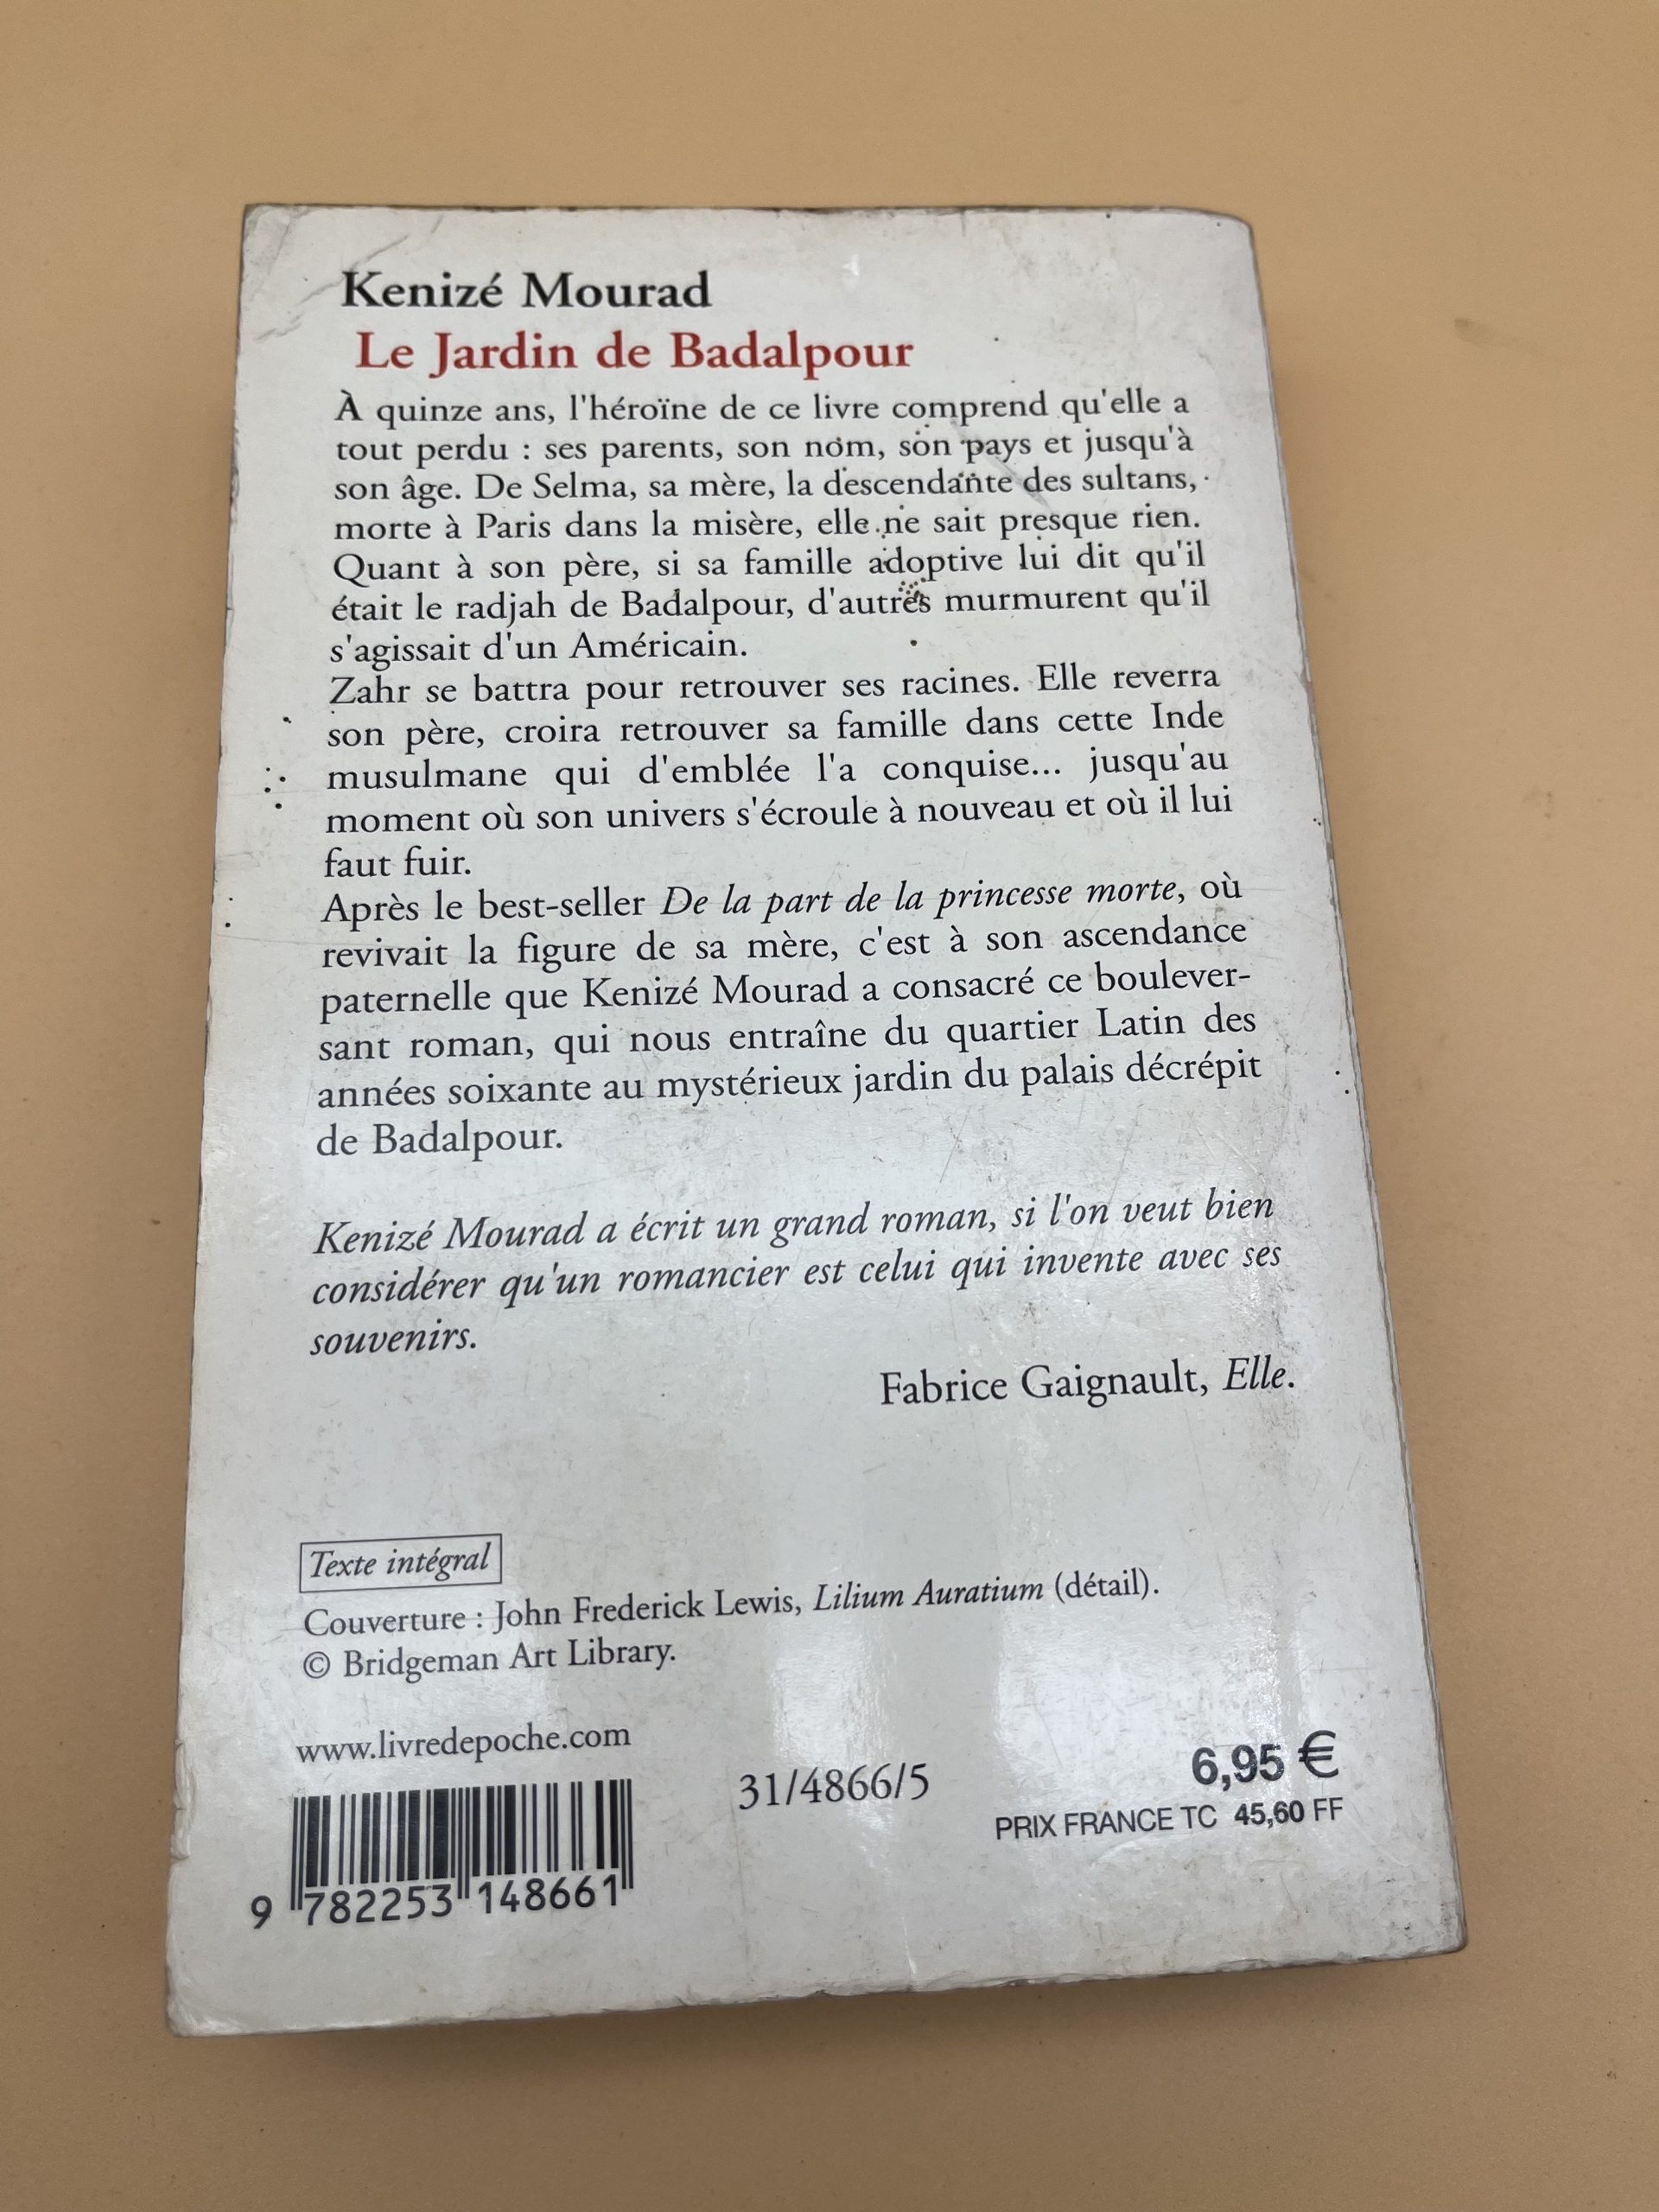 Kenizé Mourad
Le Jardin de Badalpour
À quinze ans, l'héroïne de ce livre comprend qu'elle a
tout perdu : ses parents, son nom, son pays et jusqu'à
son âge. De Selma, sa mère, la descendante des sultans,
morte à Paris dans la misère, elle ne sait presque rien.
Quant à son père, si sa famille adoptive lui dit qu'il
était le radjah de Badalpour, d'autres murmurent qu'il
s'agissait d'un Américain.
Zahr se battra pour retrouver ses racines. Elle reverra
son père, croira retrouver sa famille dans cette Inde
musulmane qui d'emblée l'a conquise... jusqu'au
moment où son univers s'écroule à nouveau et où il lui
faut fuir.
Après le best-seller De la part de la princesse morte, où
revivait la figure de sa mère, c'est à son ascendance
paternelle que Kenizé Mourad a consacré ce boulever-
sant roman, qui nous entraîne du quartier Latin des
années soixante au mystérieux jardin du palais décrépit
de Badalpour.
Kenizé Mourad a écrit un grand roman, si l'on veut bien
considérer qu'un romancier est celui qui invente avec ses
souvenirs.
Fabrice Gaignault, Elle.
Texte intégral
Couverture : John Frederick Lewis, Lilium Auratium (détail).
© Bridgeman Art Library.
www.livredepoche.com
31/4866/5
6,95 €
PRIX FRANCE TC 45,60 FF
9 782253 148661